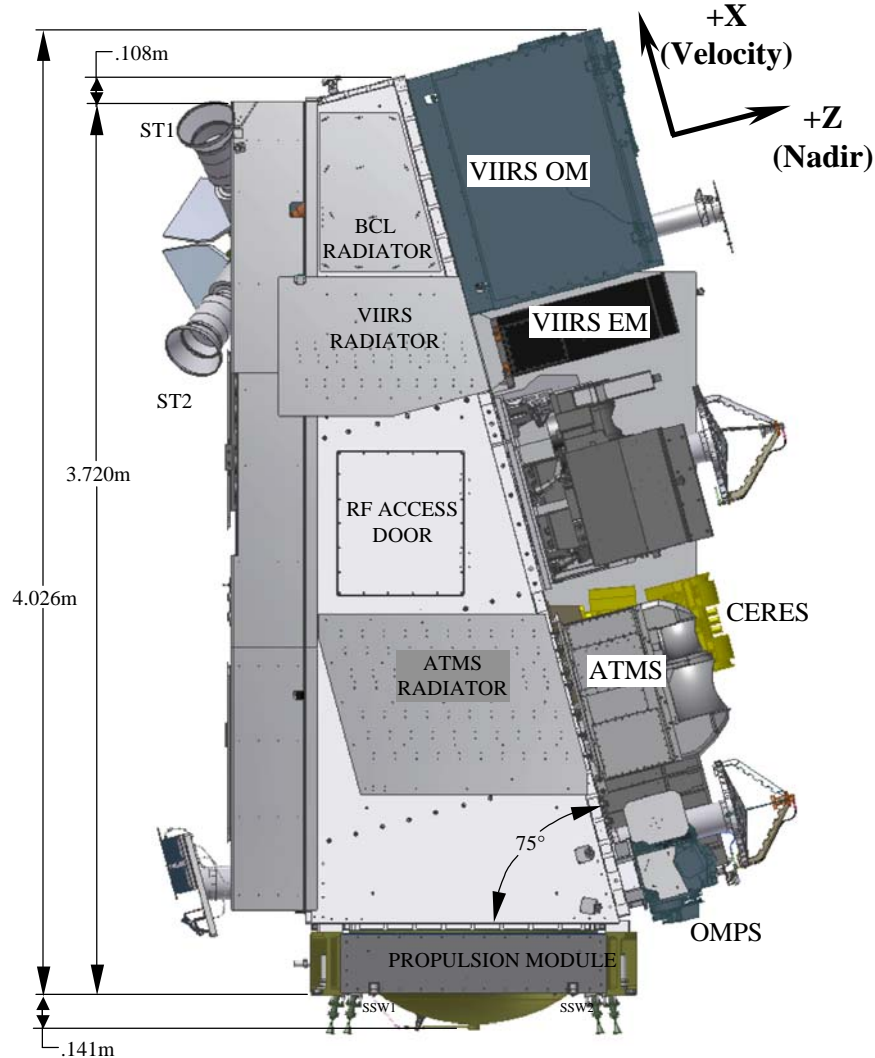 .108m
+X
(Velocity)
+Z
(Nadir)
ST1
VIIRS OM
BCL
RADIATOR
VIIRS
RADIATOR
VIIRS EM
ST2
3.720m
RF ACCESS
DOOR
4.026m
CERES
ATMS
RADIATOR
ATMS
75°
OMPS
PROPULSION MODULE
SSW1
SSW2
.141m